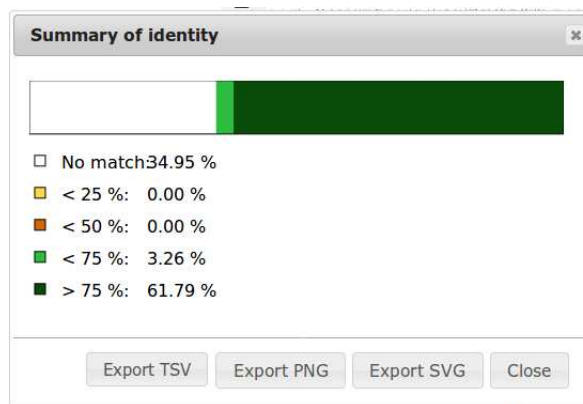 Summary of identity
No match:34.95 %
< 25 %: 0.00 %
< 50 %: 0.00 %
< 75 %: 3.26 %
> 75 %: 61.79 %
Export TSV Export PNG Export SVG Close